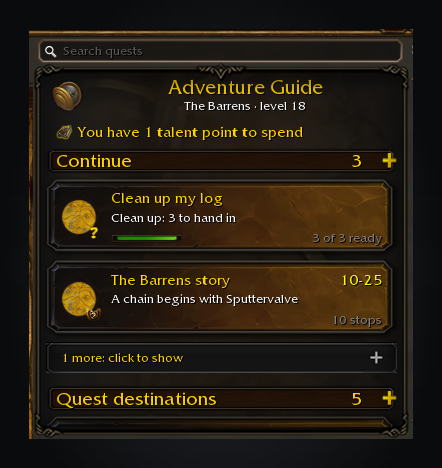 Search quests
Adventure Guide
The Barrens · level 18
You have 1 talent point to spend
Continue 3 +
Clean up my log
Clean up: 3 to hand in
?
3 of 3 ready
The Barrens story 10-25
A chain begins with Sputtervalve
10 stops
1 more: click to show +
Quest destinations 5 +